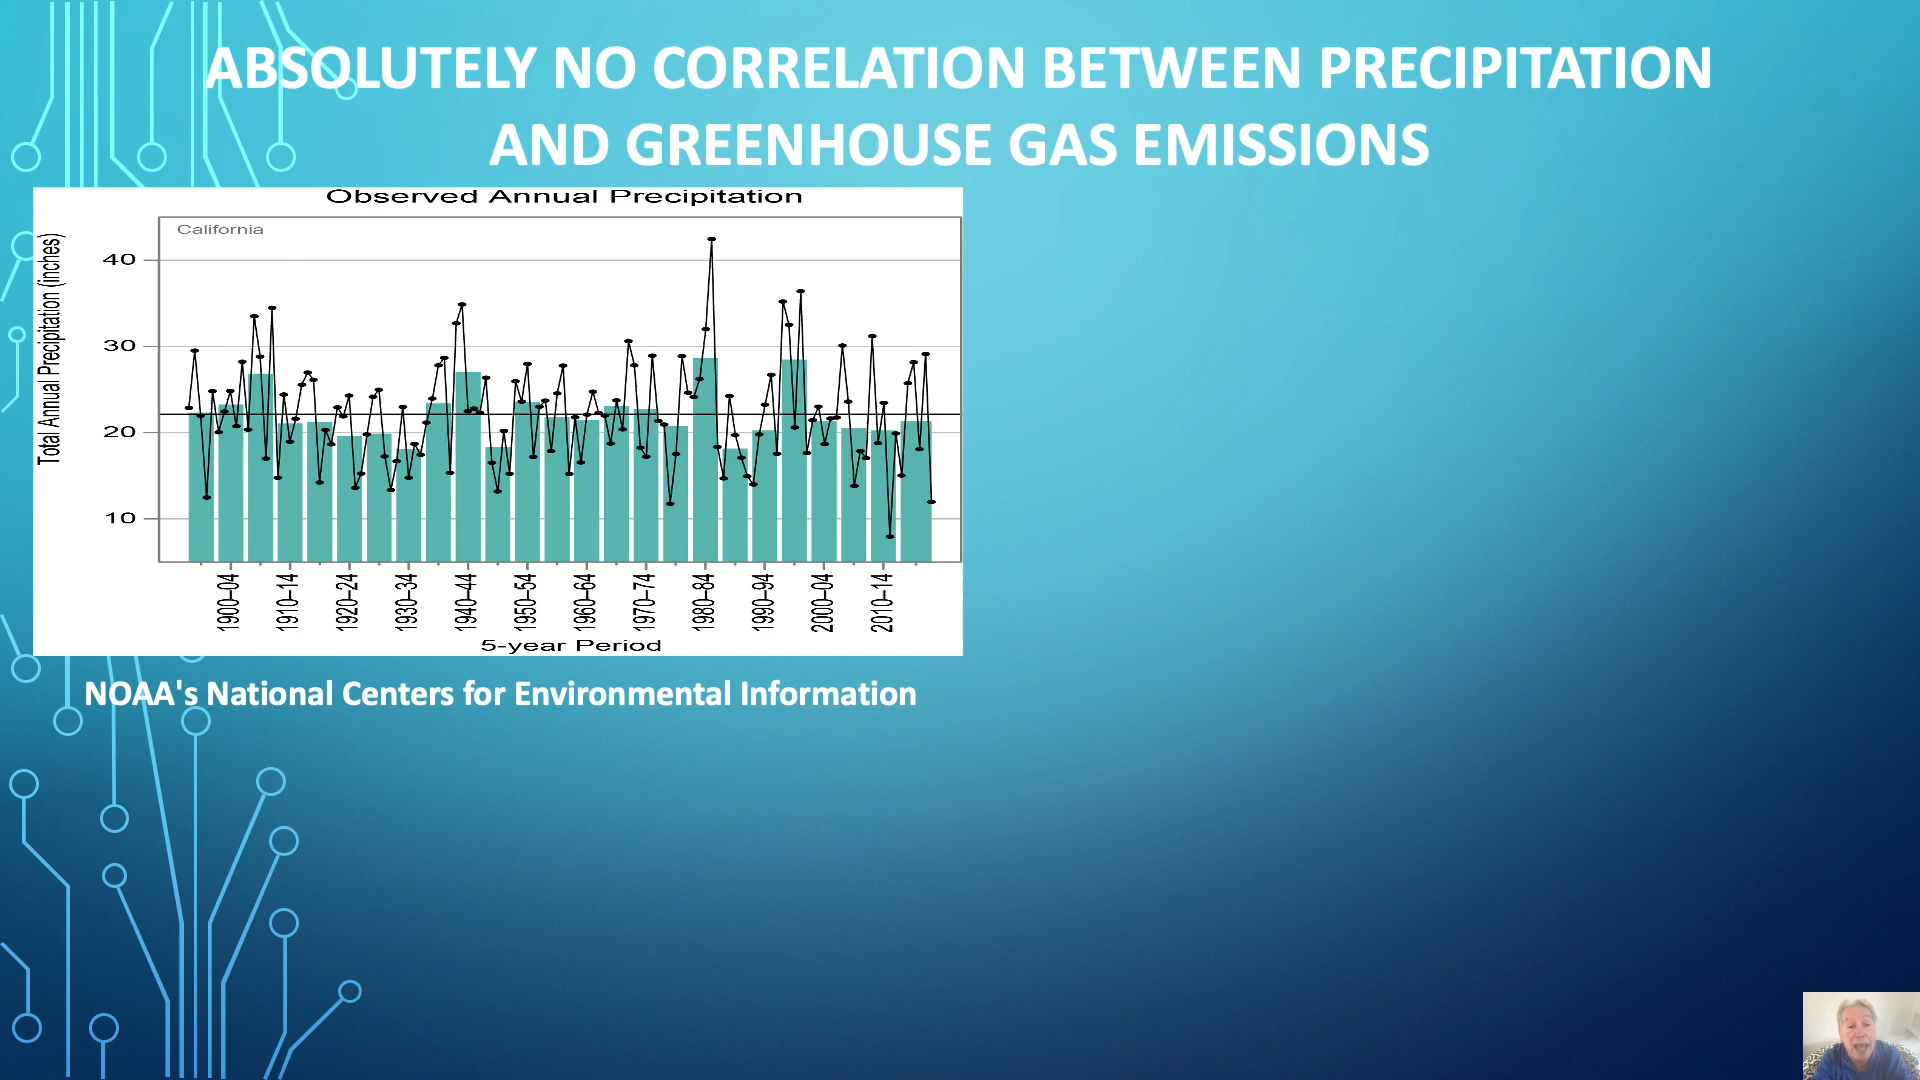 ABSOLUTELY NO CORRELATION BETWEEN PRECIPITATION
AND GREENHOUSE GAS EMISSIONS
Observed Annual Precipitation
California
Total Annual Precipitation (inches)
40
30
20
10
1900–04
1910–14
1920–24
1930–34
1940–44
1950–54
1960–64
1970–74
1980–84
1990–94
2000–04
2010–14
5-year Period
NOAA's National Centers for Environmental Information